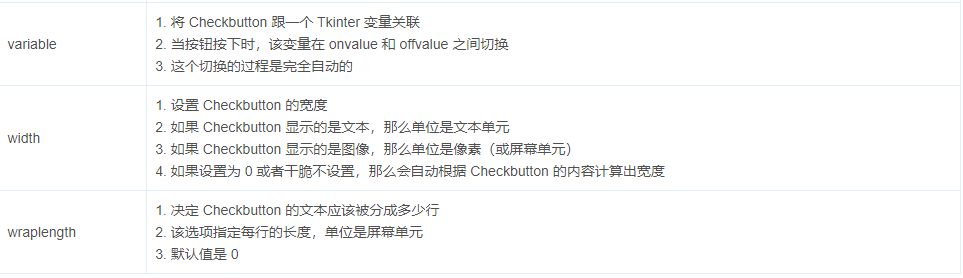 variable
1. 将 Checkbutton 跟一个 Tkinter 变量关联
2. 当按钮按下时，该变量在 onvalue 和 offvalue 之间切换
3. 这个切换的过程是完全自动的
width
1. 设置 Checkbutton 的宽度
2. 如果 Checkbutton 显示的是文本，那么单位是文本单元
3. 如果 Checkbutton 显示的是图像，那么单位是像素（或屏幕单元）
4. 如果设置为 0 或者干脆不设置，那么会自动根据 Checkbutton 的内容计算出宽度
wraplength
1. 决定 Checkbutton 的文本应该被分成多少行
2. 该选项指定每行的长度，单位是屏幕单元
3. 默认值是 0